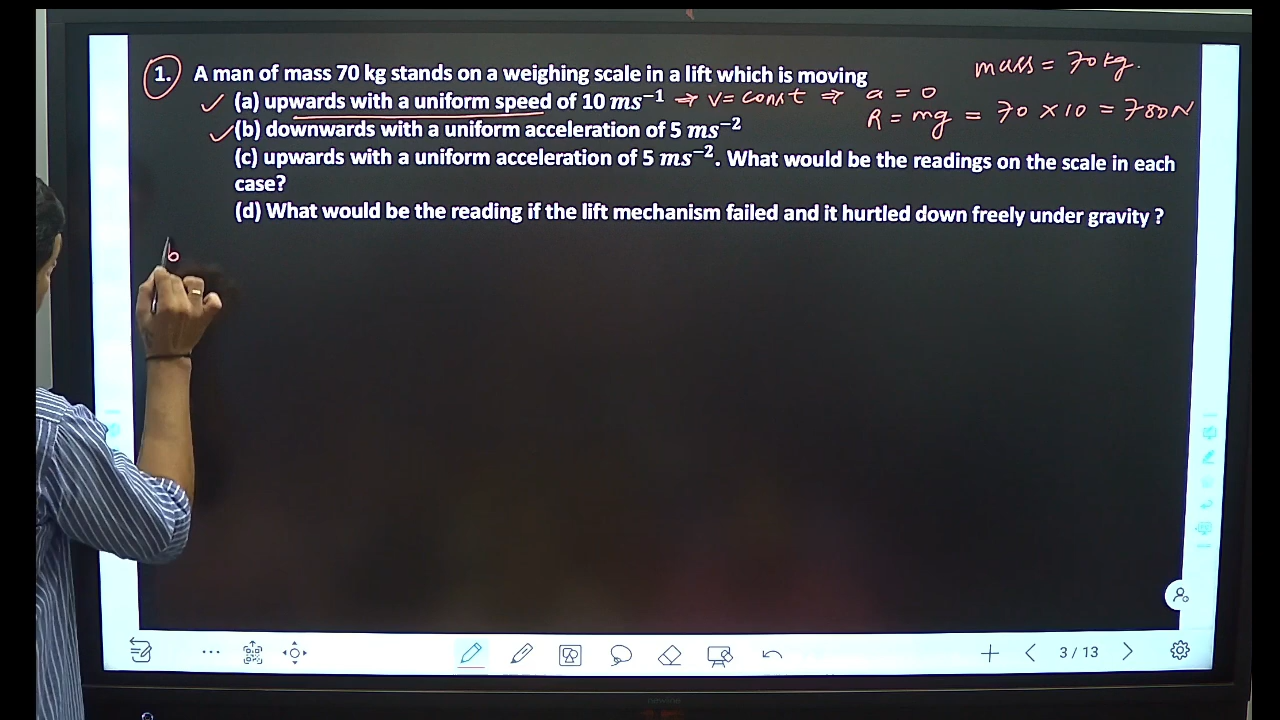 mass = 70 kg.
1. A man of mass 70 kg stands on a weighing scale in a lift which is moving
(a) upwards with a uniform speed of 10 ms⁻¹ ⇒ v = const ⇒ a = 0
R = mg = 70 × 10 = 700 N
(b) downwards with a uniform acceleration of 5 ms⁻²
(c) upwards with a uniform acceleration of 5 ms⁻². What would be the readings on the scale in each
case?
(d) What would be the reading if the lift mechanism failed and it hurtled down freely under gravity ?
b
3 / 13